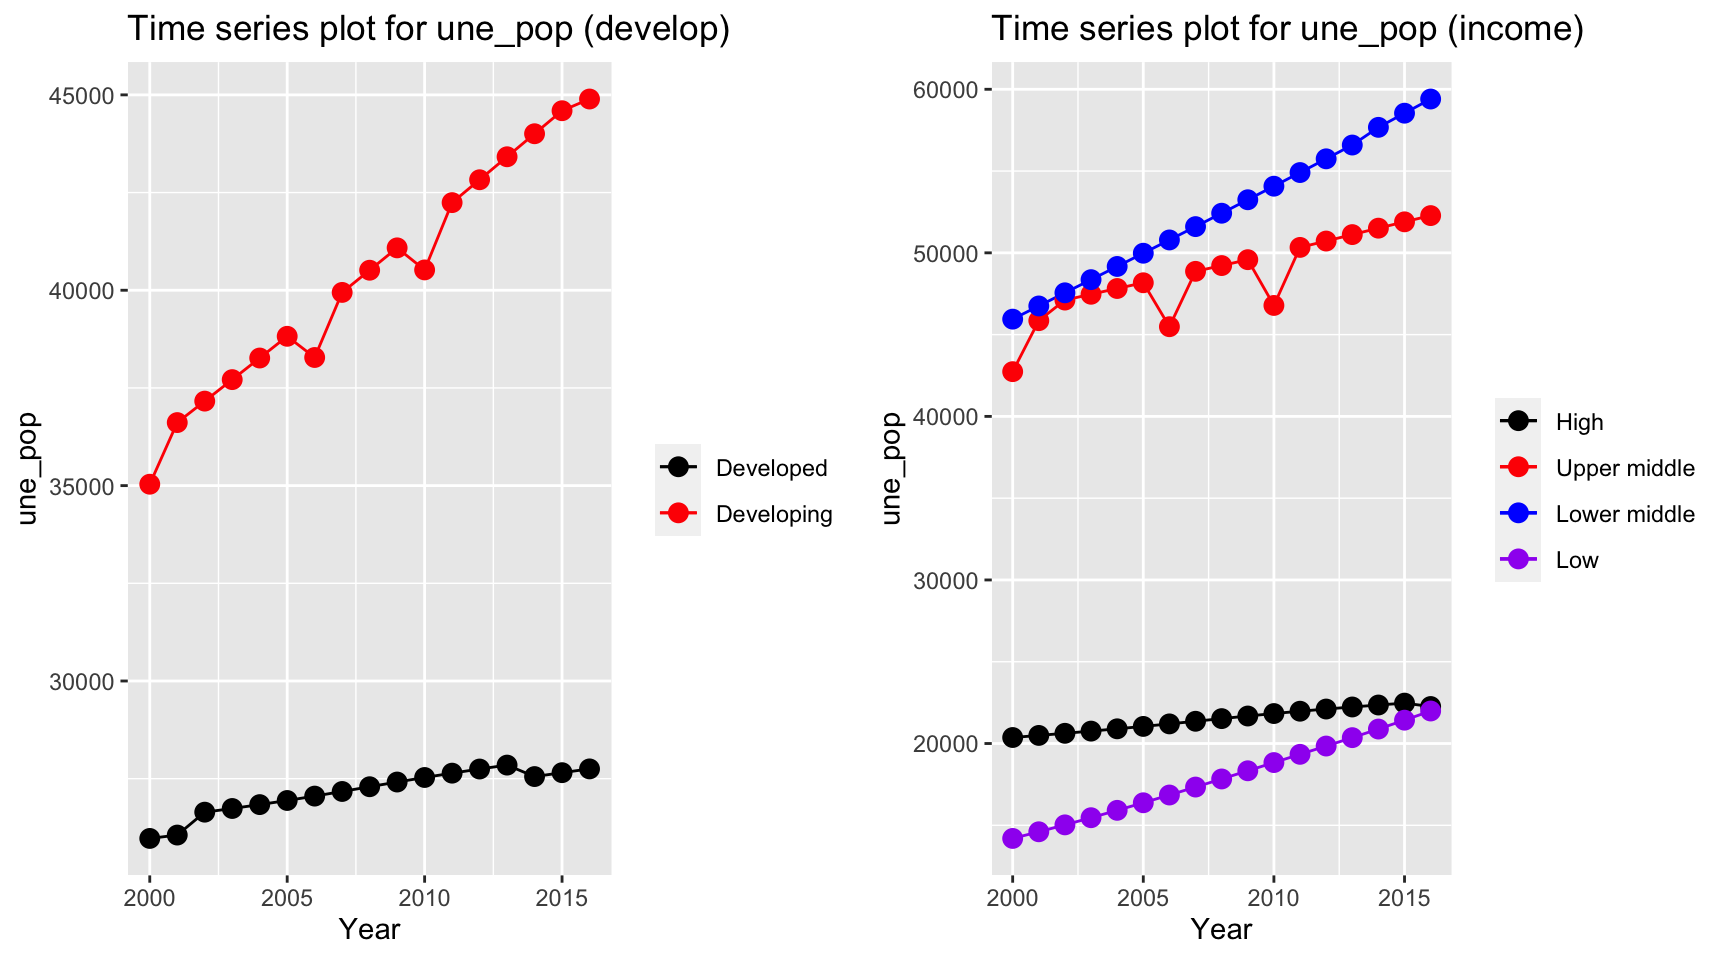 Time series plot for une_pop (develop)
45000
40000
35000
30000
une_pop
2000 2005 2010 2015
Year
Developed
Developing
Time series plot for une_pop (income)
60000
50000
40000
30000
20000
une_pop
2000 2005 2010 2015
Year
High
Upper middle
Lower middle
Low